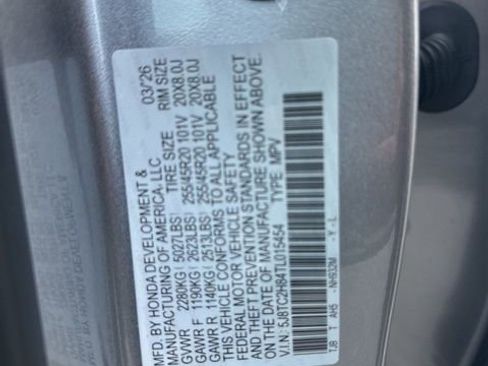 MFD. BY HONDA DEVELOPMENT & 03/26
MANUFACTURING OF AMERICA, LLC
TIRE SIZE RIM SIZE
GVWR 2280KG( 5027LBS)
GAWR F 1190KG( 2623LBS) 255/45R20 101V 20X8.0J
GAWR R 1140KG( 2513LBS) 255/45R20 101V 20X8.0J
THIS VEHICLE CONFORMS TO ALL APPLICABLE
FEDERAL MOTOR VEHICLE SAFETY
AND THEFT PREVENTION STANDARDS IN EFFECT
ON THE DATE OF MANUFACTURE SHOWN ABOVE.
V.I.N.: 5J8TC2H84TL015454 TYPE: MPV
TJB T AH5 NH932M - Y - L